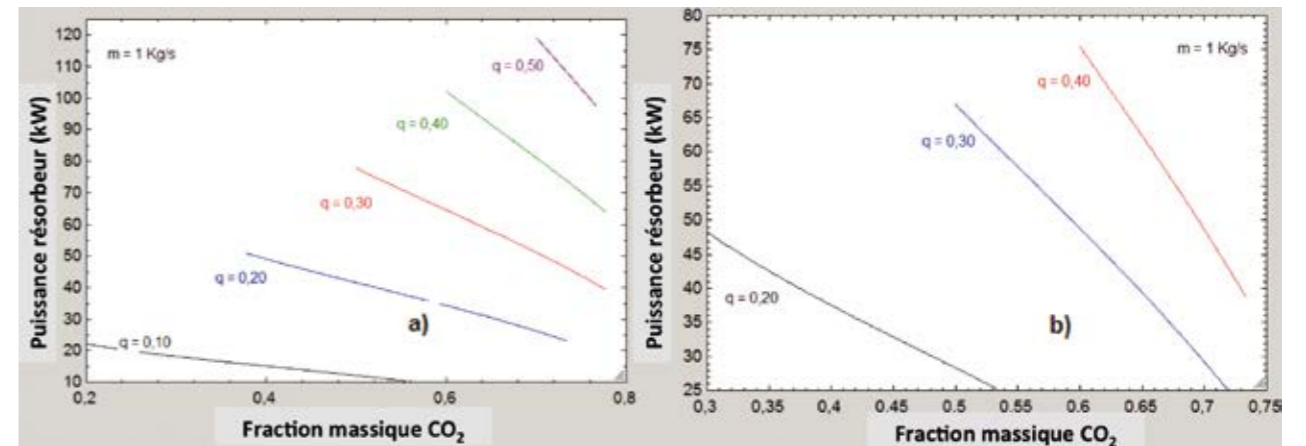 Puissance résorbeur (kW)
120
110
100
90
80
70
60
50
40
30
20
10
m = 1 Kg/s
q = 0,50
q = 0,40
q = 0,30
q = 0,20
q = 0,10
a)
0,2
0,4
0,6
0,8
Fraction massique CO₂
Puissance résorbeur (kW)
80
75
70
65
60
55
50
45
40
35
30
25
m = 1 Kg/s
q = 0,40
q = 0,30
q = 0,20
b)
0,3
0,35
0,4
0,45
0.5
0.55
0.6
0,65
0,7
0,75
Fraction massique CO₂